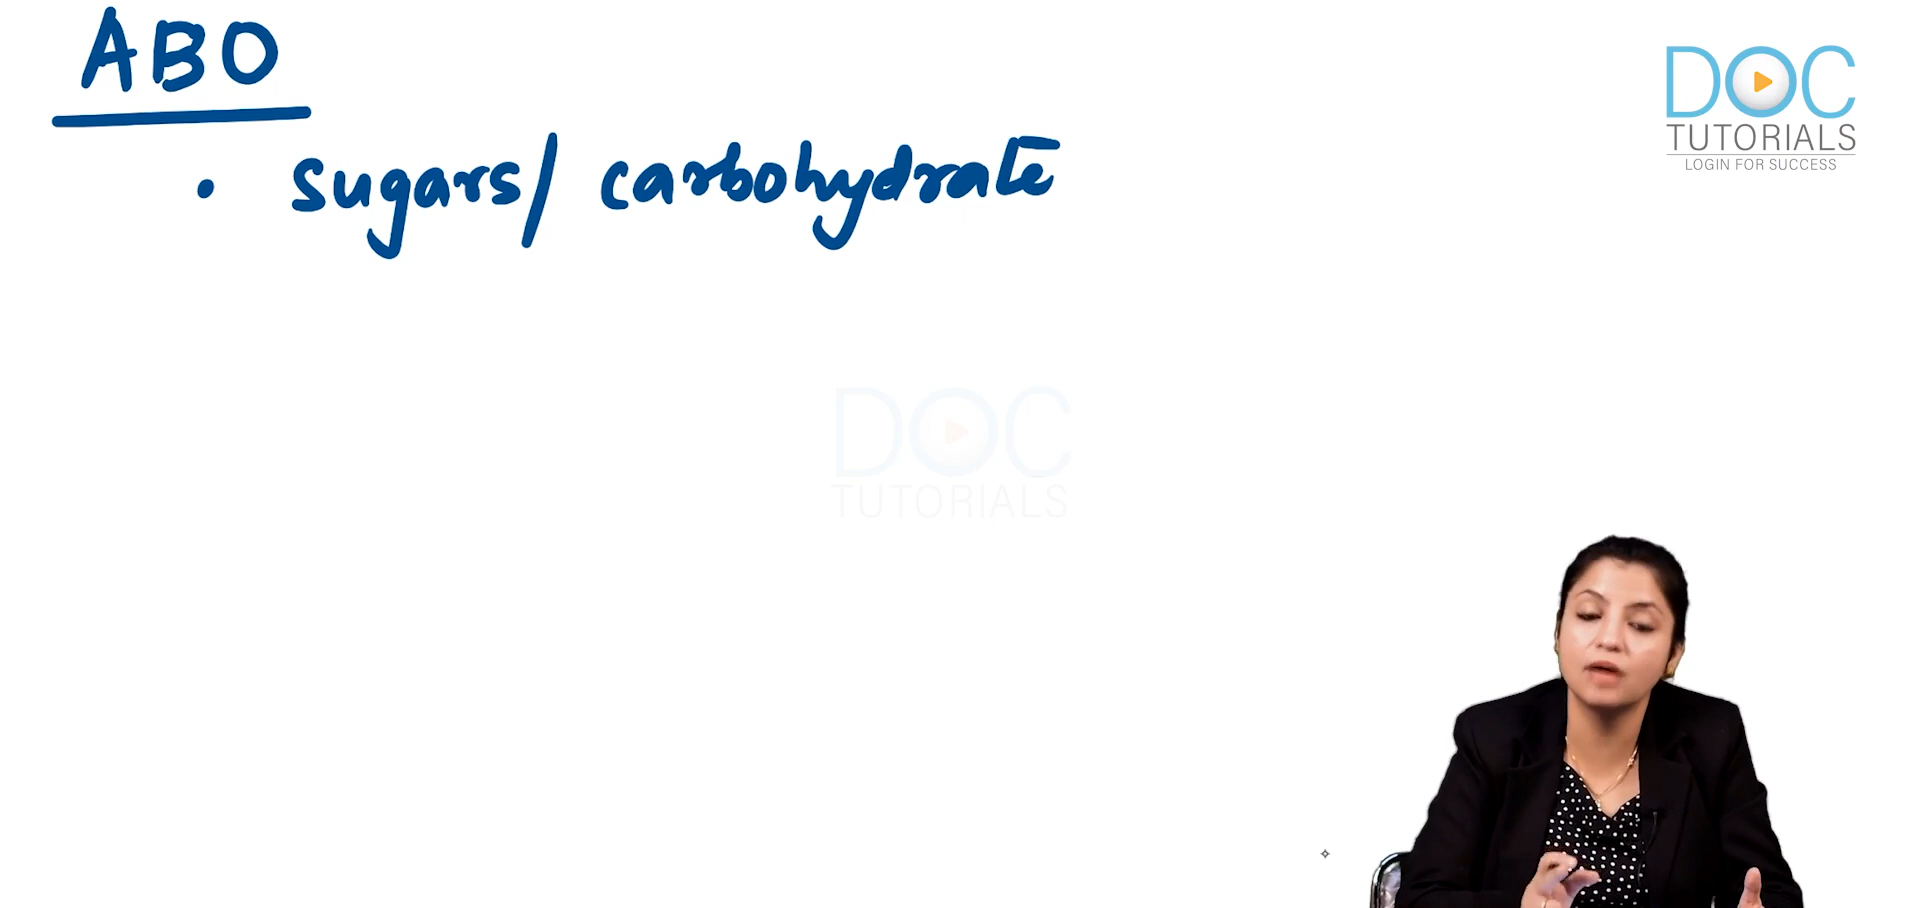 ABO
• sugars/ carbohydrate
DOC
TUTORIALS
LOGIN FOR SUCCESS
DOC
TUTORIALS